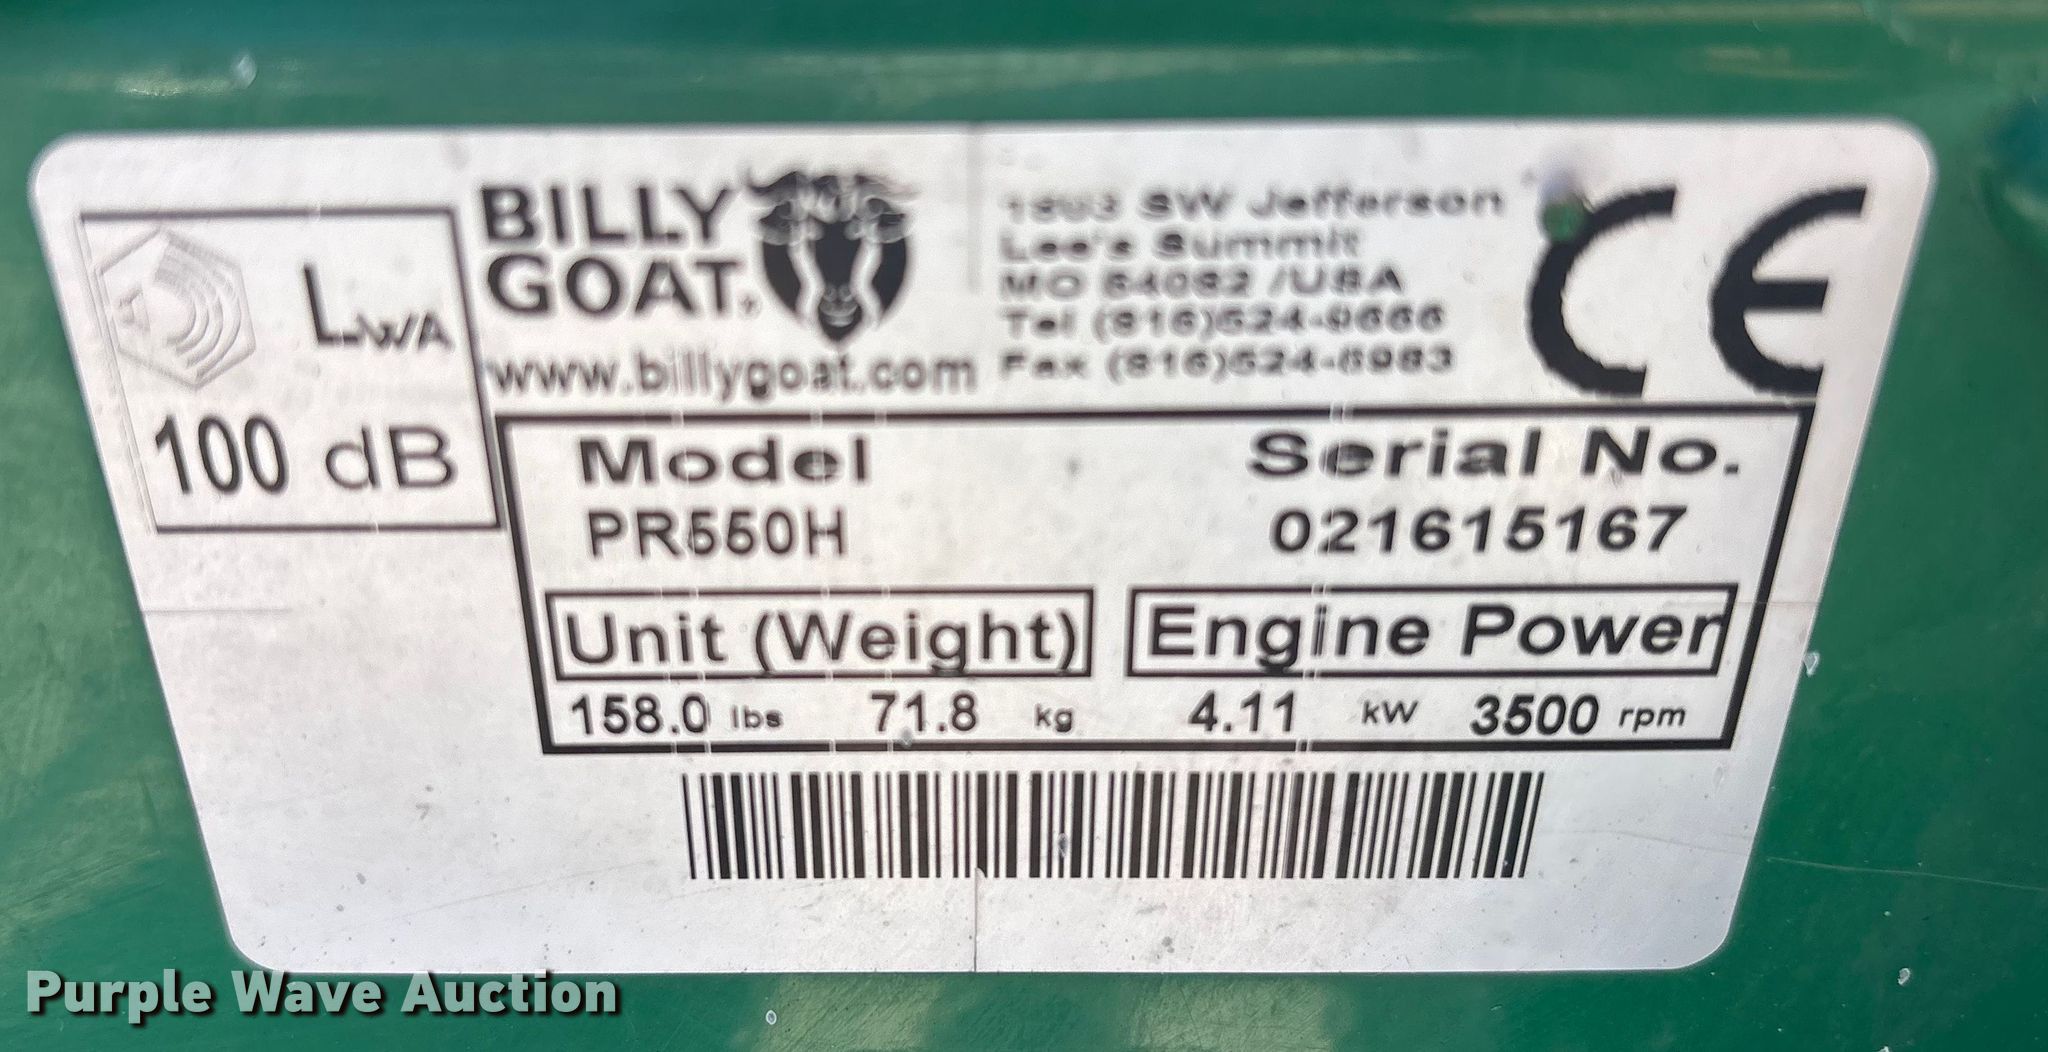 LWA
100 dB
BILLY
GOAT®
www.billygoat.com
1803 SW Jefferson
Lee's Summit
MO 64082 /USA
Tel (816)524-9666
Fax (816)524-6983
CE
Model
PR550H
Serial No.
021615167
Unit (Weight)
158.0 lbs 71.8 kg
Engine Power
4.11 kW 3500 rpm
Purple Wave Auction